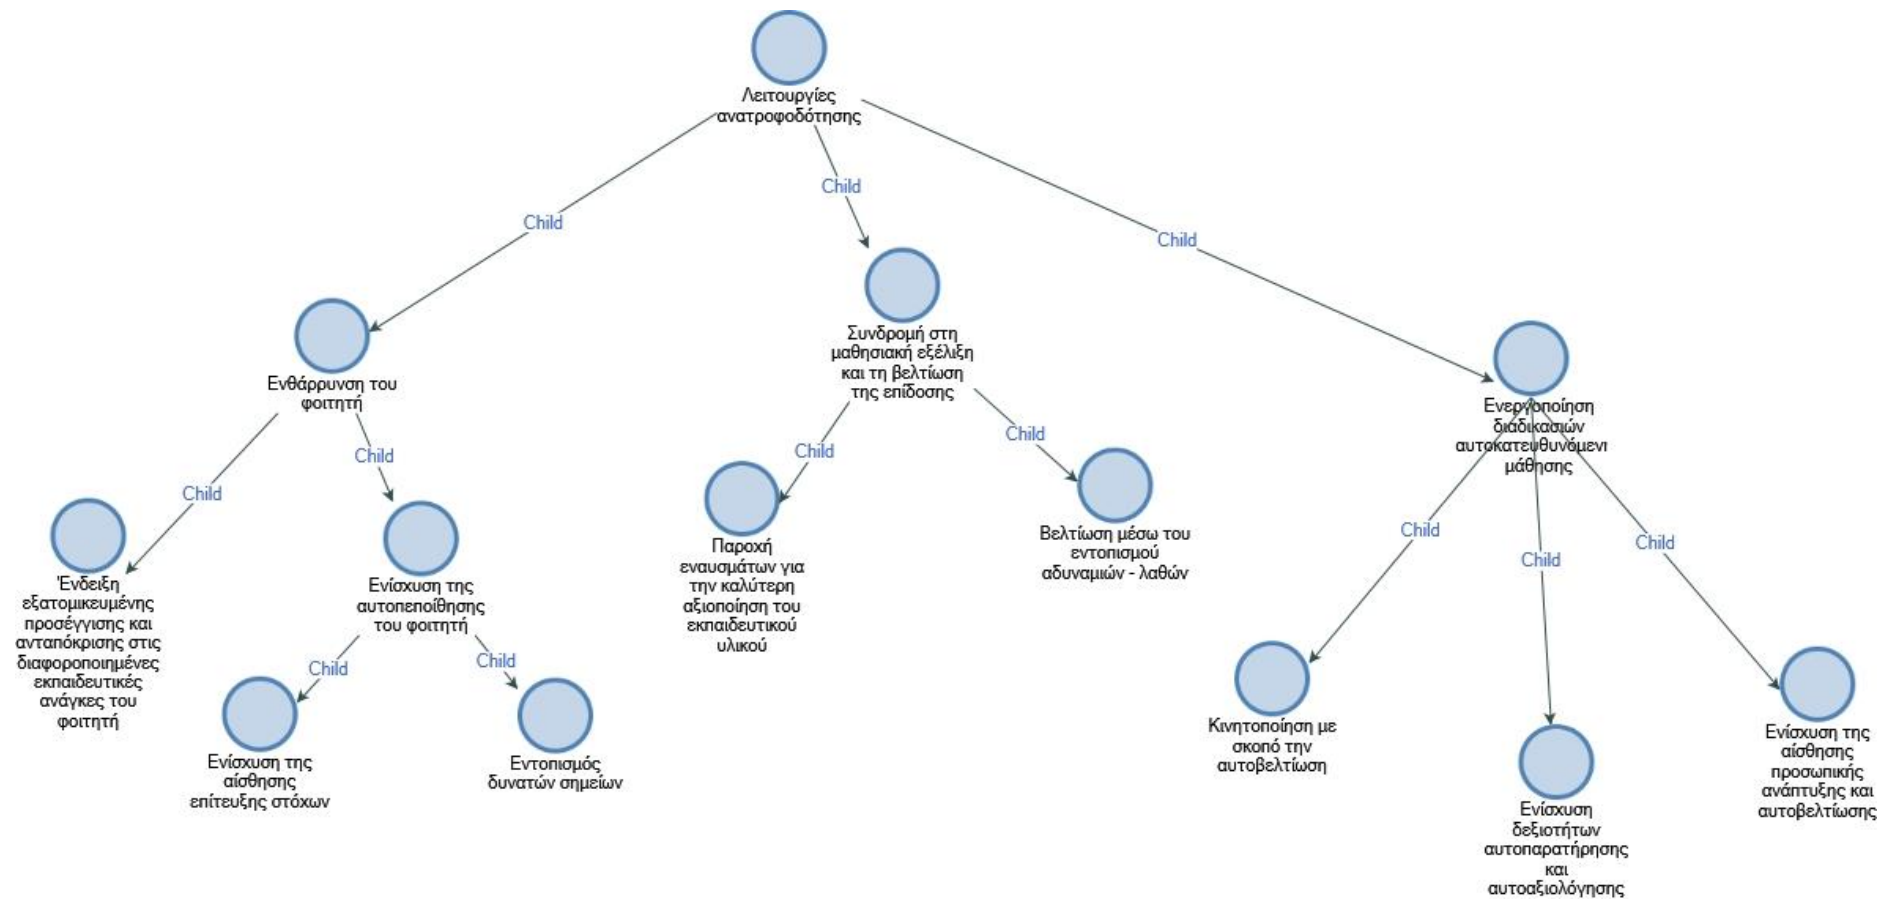 Λειτουργίες
ανατροφοδότησης
Child
Child
Child
Ενθάρρυνση του
φοιτητή
Συνδρομή στη
μαθησιακή εξέλιξη
και τη βελτίωση
της επίδοσης
Ενεργοποίηση
διαδικασιών
αυτοκατευθυνόμενι
μάθησης
Child
Child
Child
Child
Child
Child
Child
Ένδειξη
εξατομικευμένης
προσέγγισης και
ανταπόκρισης στις
διαφοροποιημένες
εκπαιδευτικές
ανάγκες του
φοιτητή
Ενίσχυση της
αυτοπεποίθησης
του φοιτητή
Παροχή
εναυσμάτων για
την καλύτερη
αξιοποίηση του
εκπαιδευτικού
υλικού
Βελτίωση μέσω του
εντοπισμού
αδυναμιών - λαθών
Child
Child
Ενίσχυση της
αίσθησης
επίτευξης στόχων
Εντοπισμός
δυνατών σημείων
Κινητοποίηση με
σκοπό την
αυτοβελτίωση
Ενίσχυση
δεξιοτήτων
αυτοπαρατήρησης
και
αυτοαξιολόγησης
Ενίσχυση της
αίσθησης
προσωπικής
ανάπτυξης και
αυτοβελτίωσης